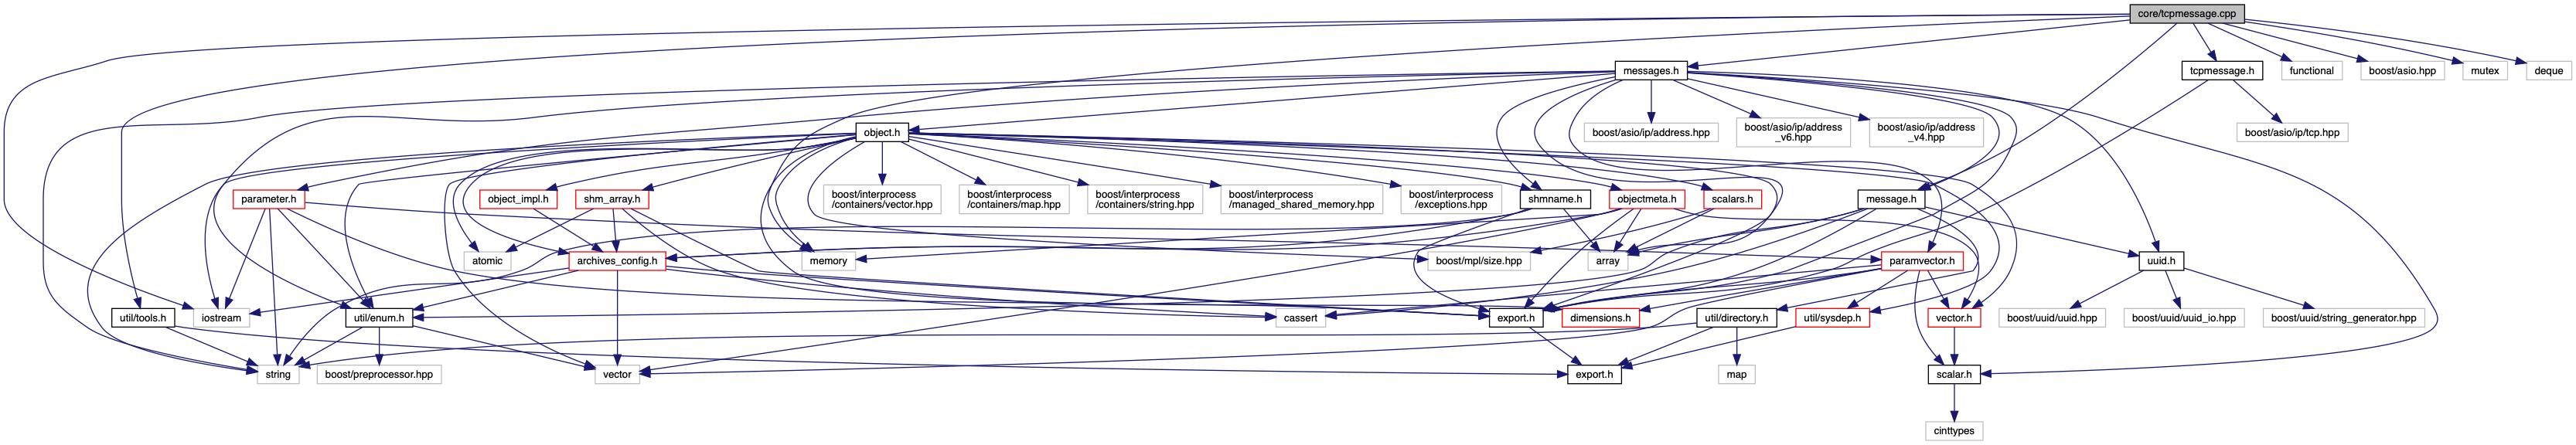 core/tcpmessage.cpp
messages.h
tcpmessage.h
functional
boost/asio.hpp
mutex
deque
object.h
boost/asio/ip/address.hpp
boost/asio/ip/address
_v6.hpp
boost/asio/ip/address
_v4.hpp
boost/asio/ip/tcp.hpp
parameter.h
object_impl.h
shm_array.h
boost/interprocess
/containers/vector.hpp
boost/interprocess
/containers/map.hpp
boost/interprocess
/containers/string.hpp
boost/interprocess
/managed_shared_memory.hpp
boost/interprocess
/exceptions.hpp
shmname.h
objectmeta.h
scalars.h
message.h
atomic
archives_config.h
memory
boost/mpl/size.hpp
array
paramvector.h
uuid.h
util/tools.h
iostream
util/enum.h
cassert
export.h
dimensions.h
util/directory.h
util/sysdep.h
vector.h
boost/uuid/uuid.hpp
boost/uuid/uuid_io.hpp
boost/uuid/string_generator.hpp
string
boost/preprocessor.hpp
vector
export.h
map
scalar.h
cinttypes